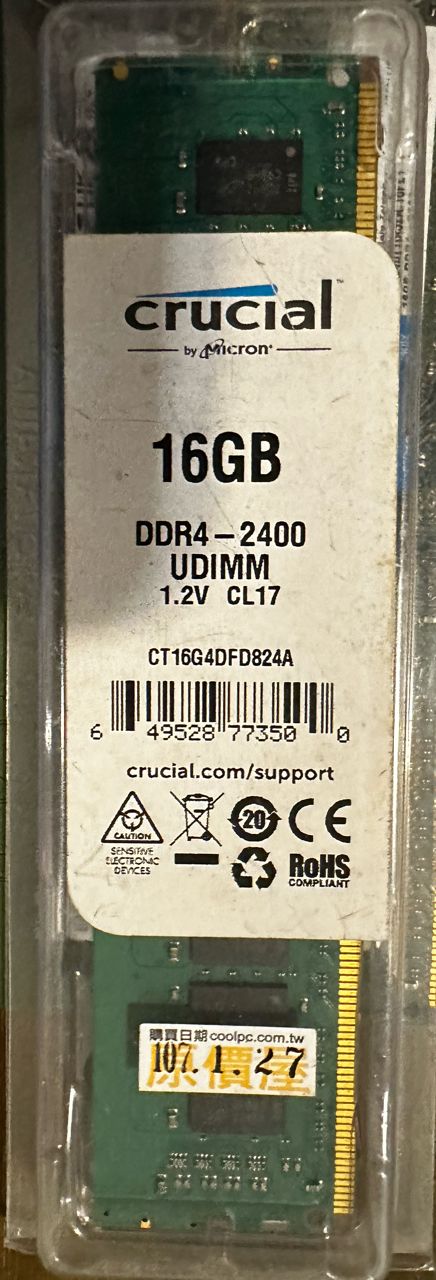 crucial™
by Micron®
16GB
DDR4-2400
UDIMM
1.2V CL17
CT16G4DFD824A
6 49528 77350 0
crucial.com/support
CAUTION
SENSITIVE
ELECTRONIC
DEVICES
20
CE
RoHS
COMPLIANT
購買日期 coolpc.com.tw
107. 1. 27
原價屋